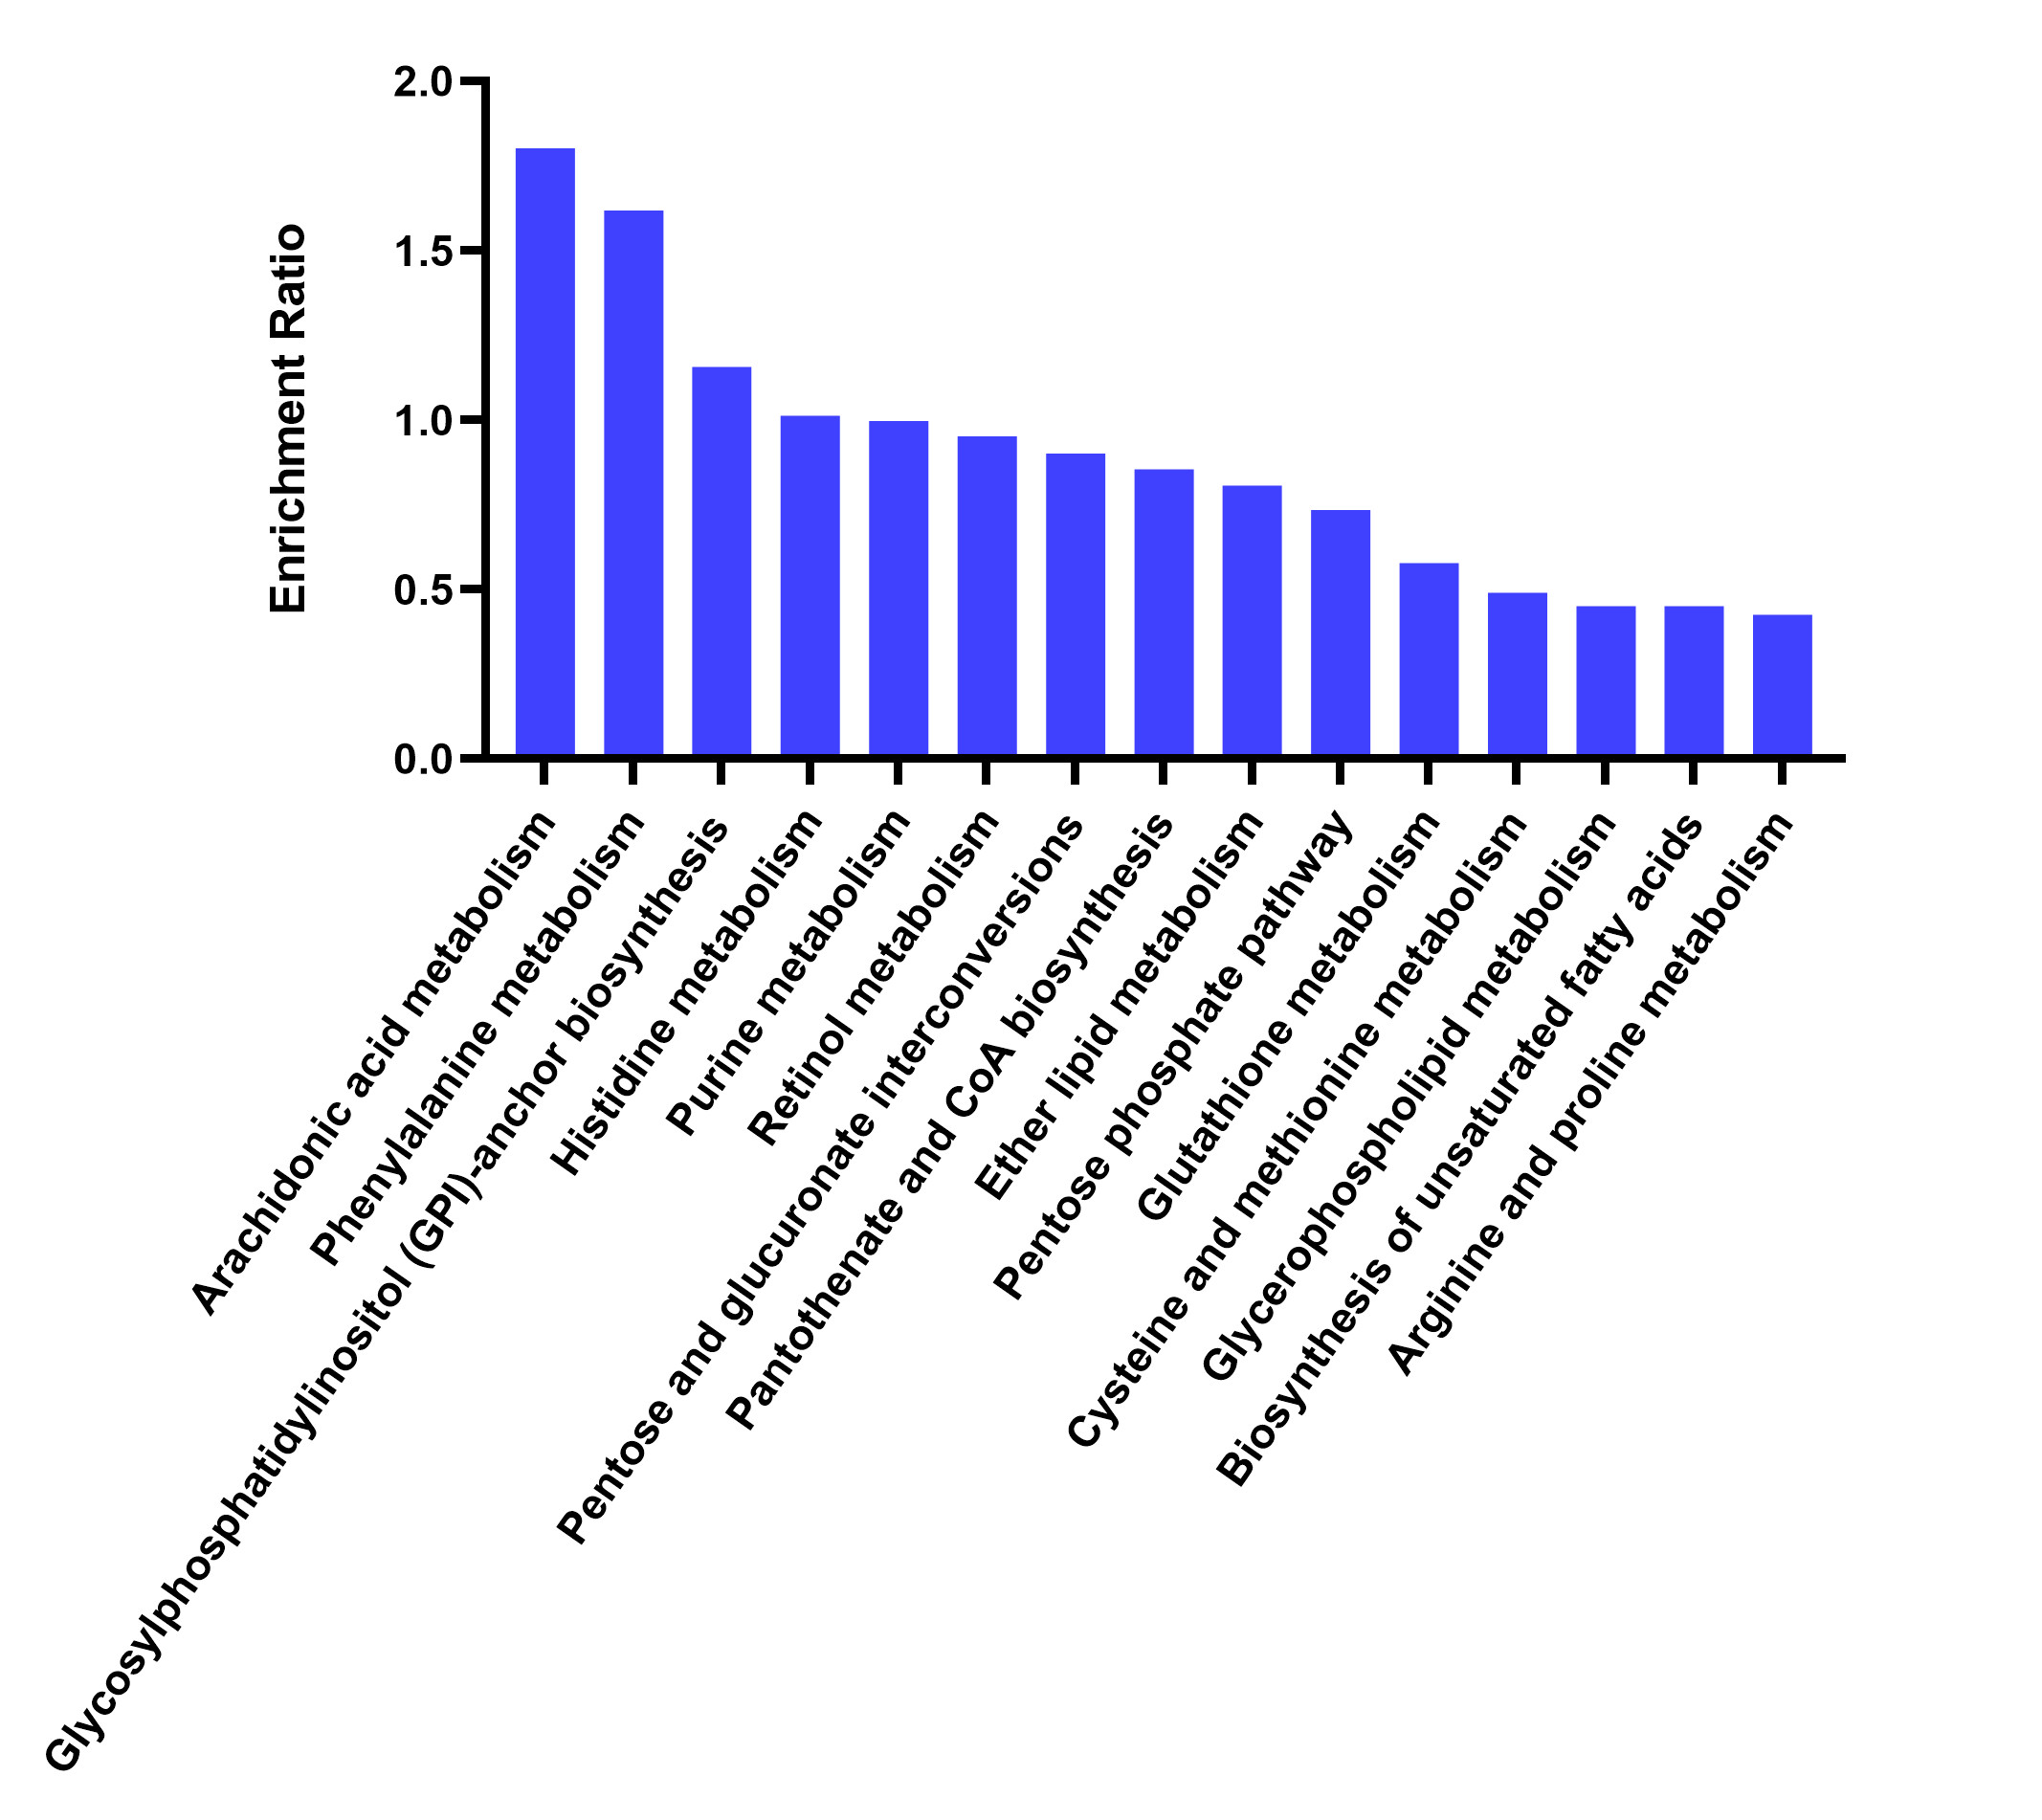 Enrichment Ratio
2.0
1.5
1.0
0.5
0.0
Arachidonic acid metabolism
Phenylalanine metabolism
Glycosylphosphatidylinositol (GPI)-anchor biosynthesis
Histidine metabolism
Purine metabolism
Retinol metabolism
Pentose and glucuronate interconversions
Pantothenate and CoA biosynthesis
Ether lipid metabolism
Pentose phosphate pathway
Glutathione metabolism
Cysteine and methionine metabolism
Glycerophospholipid metabolism
Biosynthesis of unsaturated fatty acids
Arginine and proline metabolism